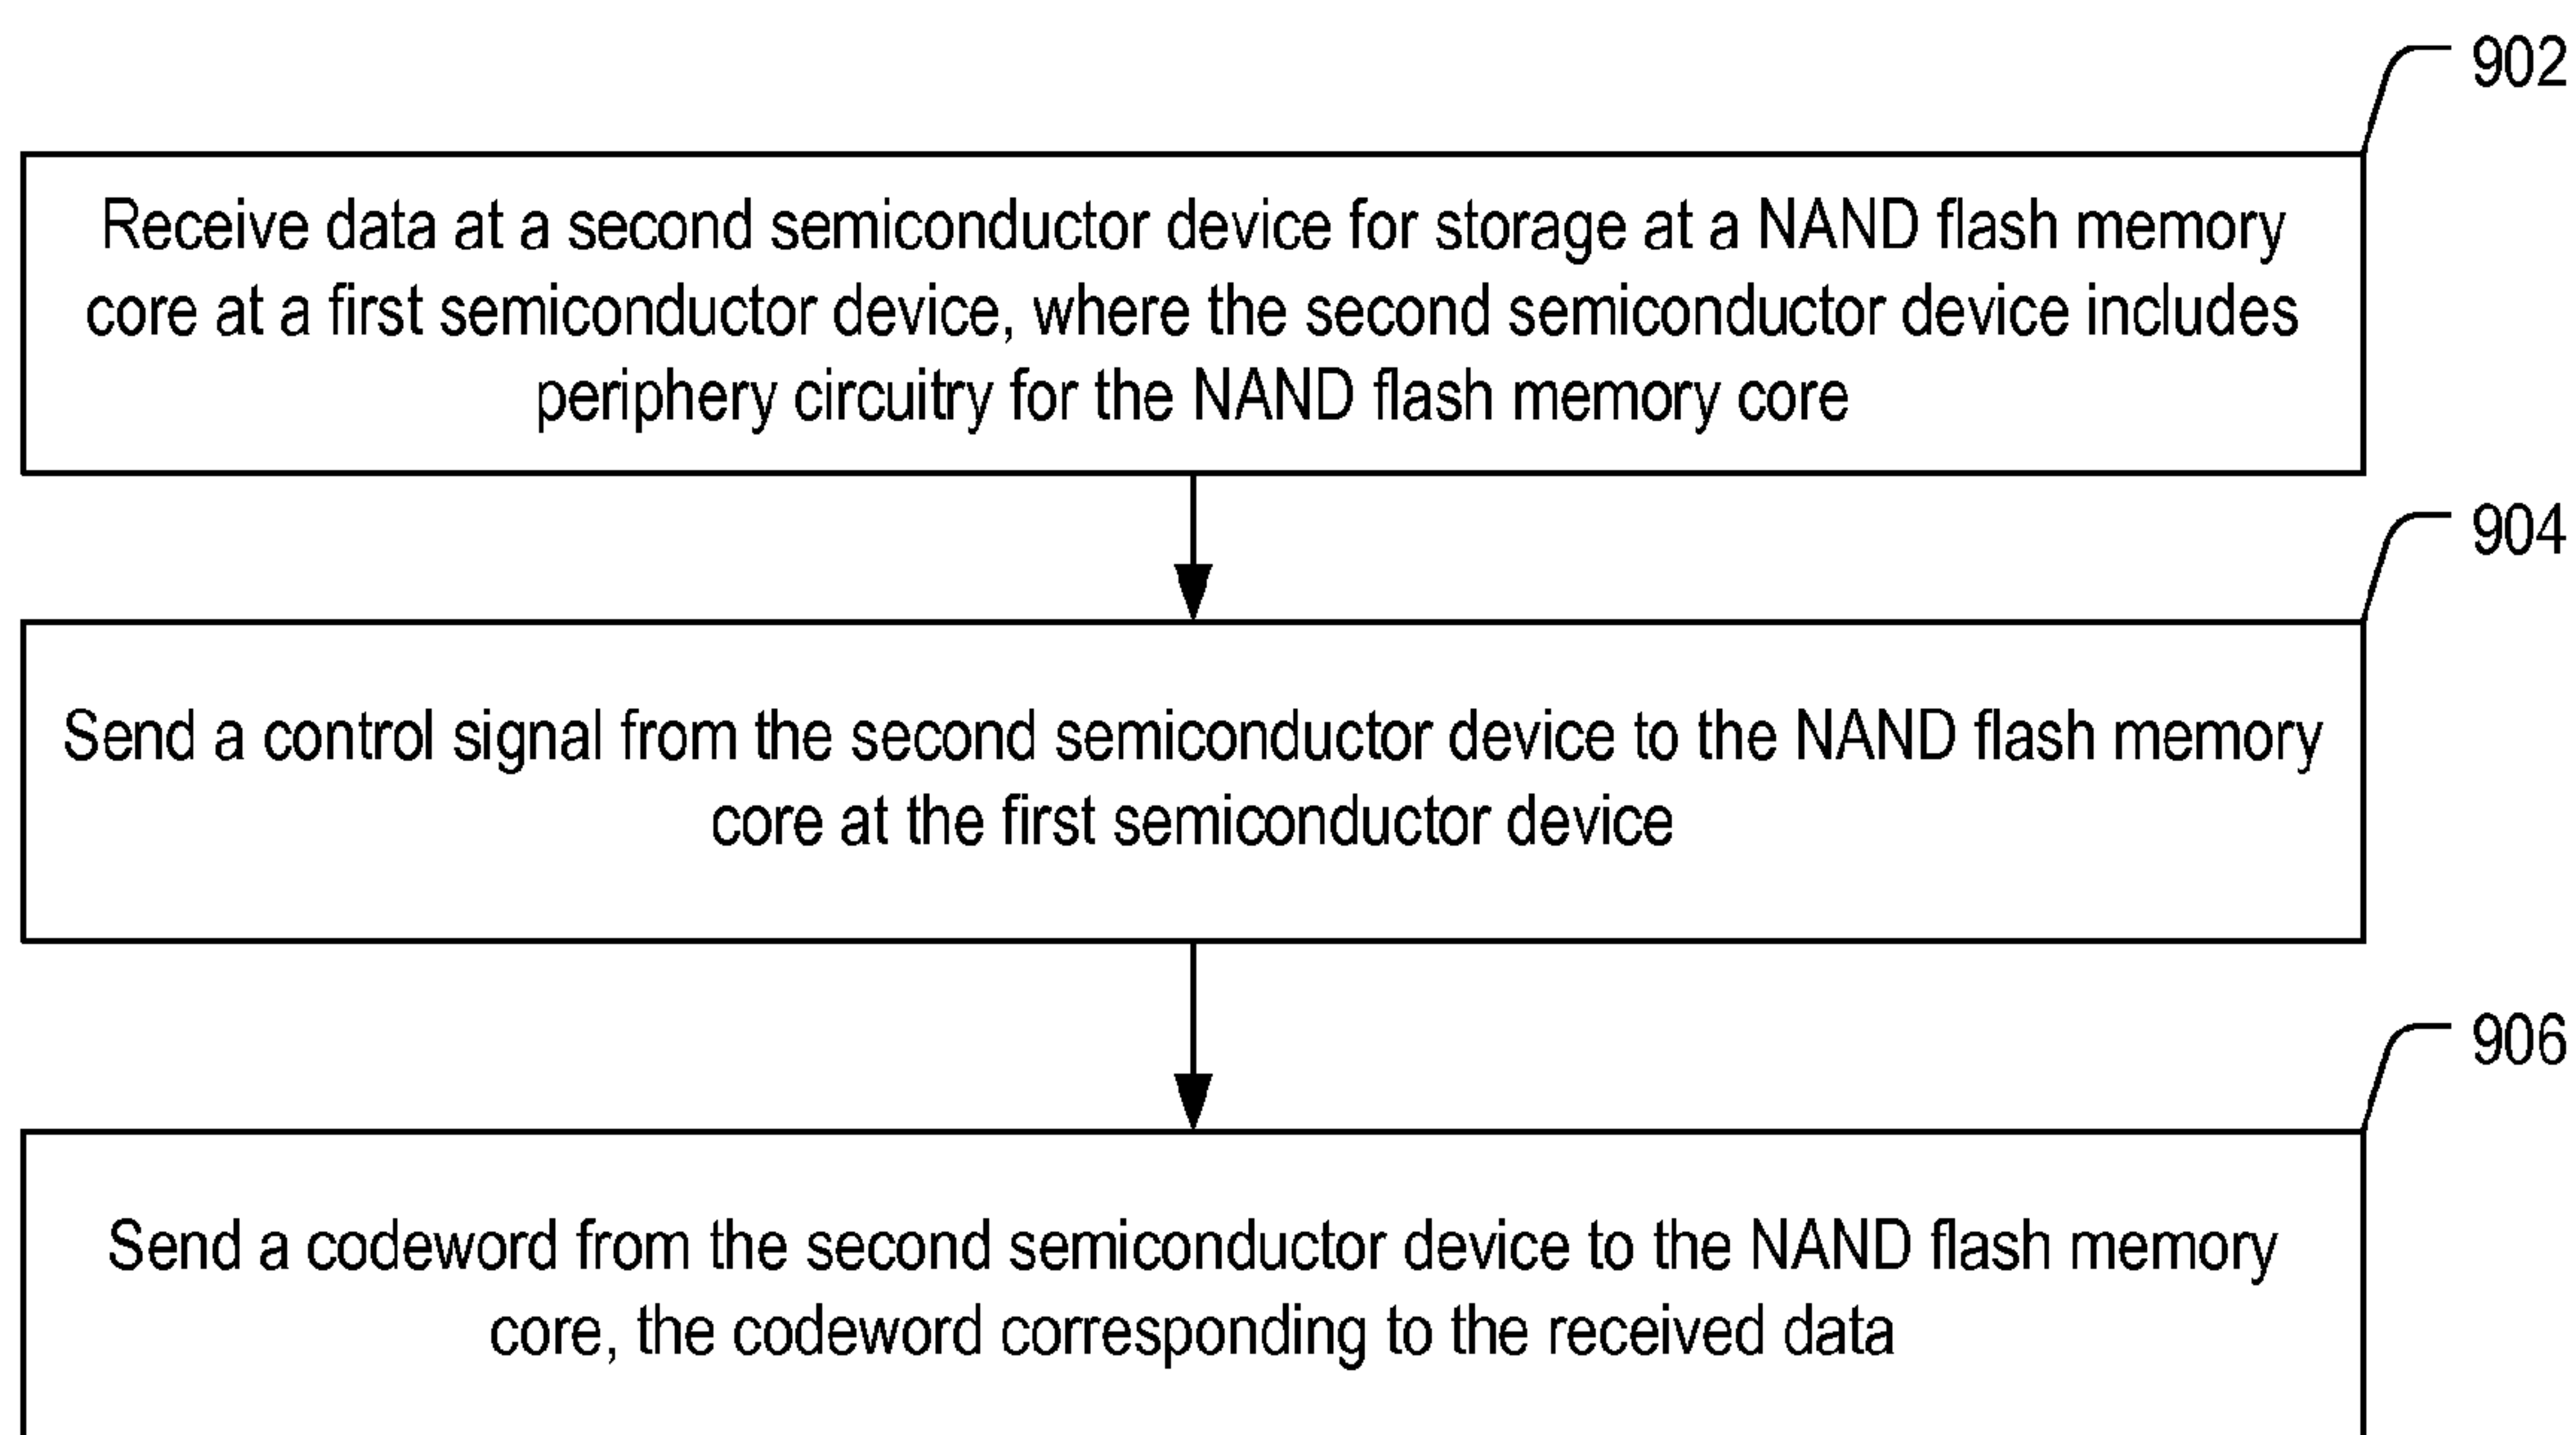 902
Receive data at a second semiconductor device for storage at a NAND flash memory
core at a first semiconductor device, where the second semiconductor device includes
periphery circuitry for the NAND flash memory core
904
Send a control signal from the second semiconductor device to the NAND flash memory
core at the first semiconductor device
906
Send a codeword from the second semiconductor device to the NAND flash memory
core, the codeword corresponding to the received data